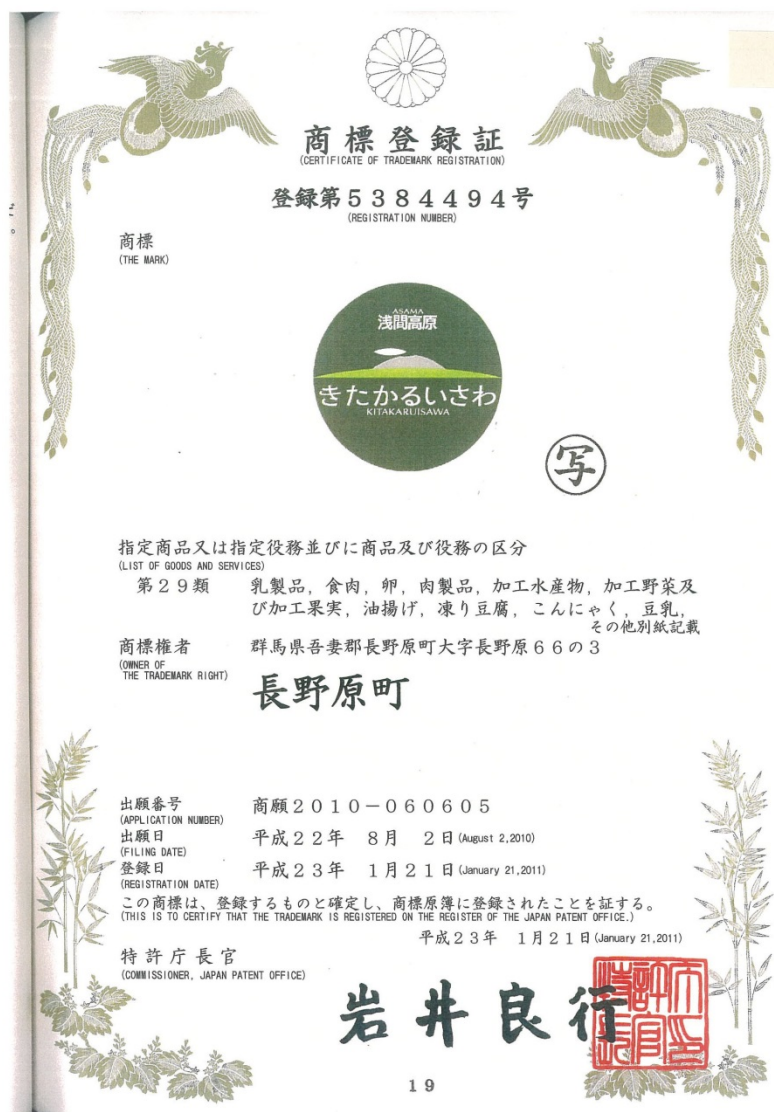 商標登録証
(CERTIFICATE OF TRADEMARK REGISTRATION)
登録第5384494号
(REGISTRATION NUMBER)
商標
(THE MARK)
ASAMA
浅間高原
きたかるいさわ
KITAKARUISAWA
写
指定商品又は指定役務並びに商品及び役務の区分
(LIST OF GOODS AND SERVICES)
第29類 乳製品，食肉，卵，肉製品，加工水産物，加工野菜及
び加工果実，油揚げ，凍り豆腐，こんにゃく，豆乳，
その他別紙記載
商標権者 群馬県吾妻郡長野原町大字長野原66の3
(OWNER OF
THE TRADEMARK RIGHT)
長野原町
出願番号 商願2010－060605
(APPLICATION NUMBER)
出願日 平成22年 8月 2日(August 2,2010)
(FILING DATE)
登録日 平成23年 1月21日(January 21,2011)
(REGISTRATION DATE)
この商標は、登録するものと確定し、商標原簿に登録されたことを証する。
(THIS IS TO CERTIFY THAT THE TRADEMARK IS REGISTERED ON THE REGISTER OF THE JAPAN PATENT OFFICE.)
平成23年 1月21日(January 21,2011)
特許庁長官
(COMMISSIONER, JAPAN PATENT OFFICE)
岩井良行
19